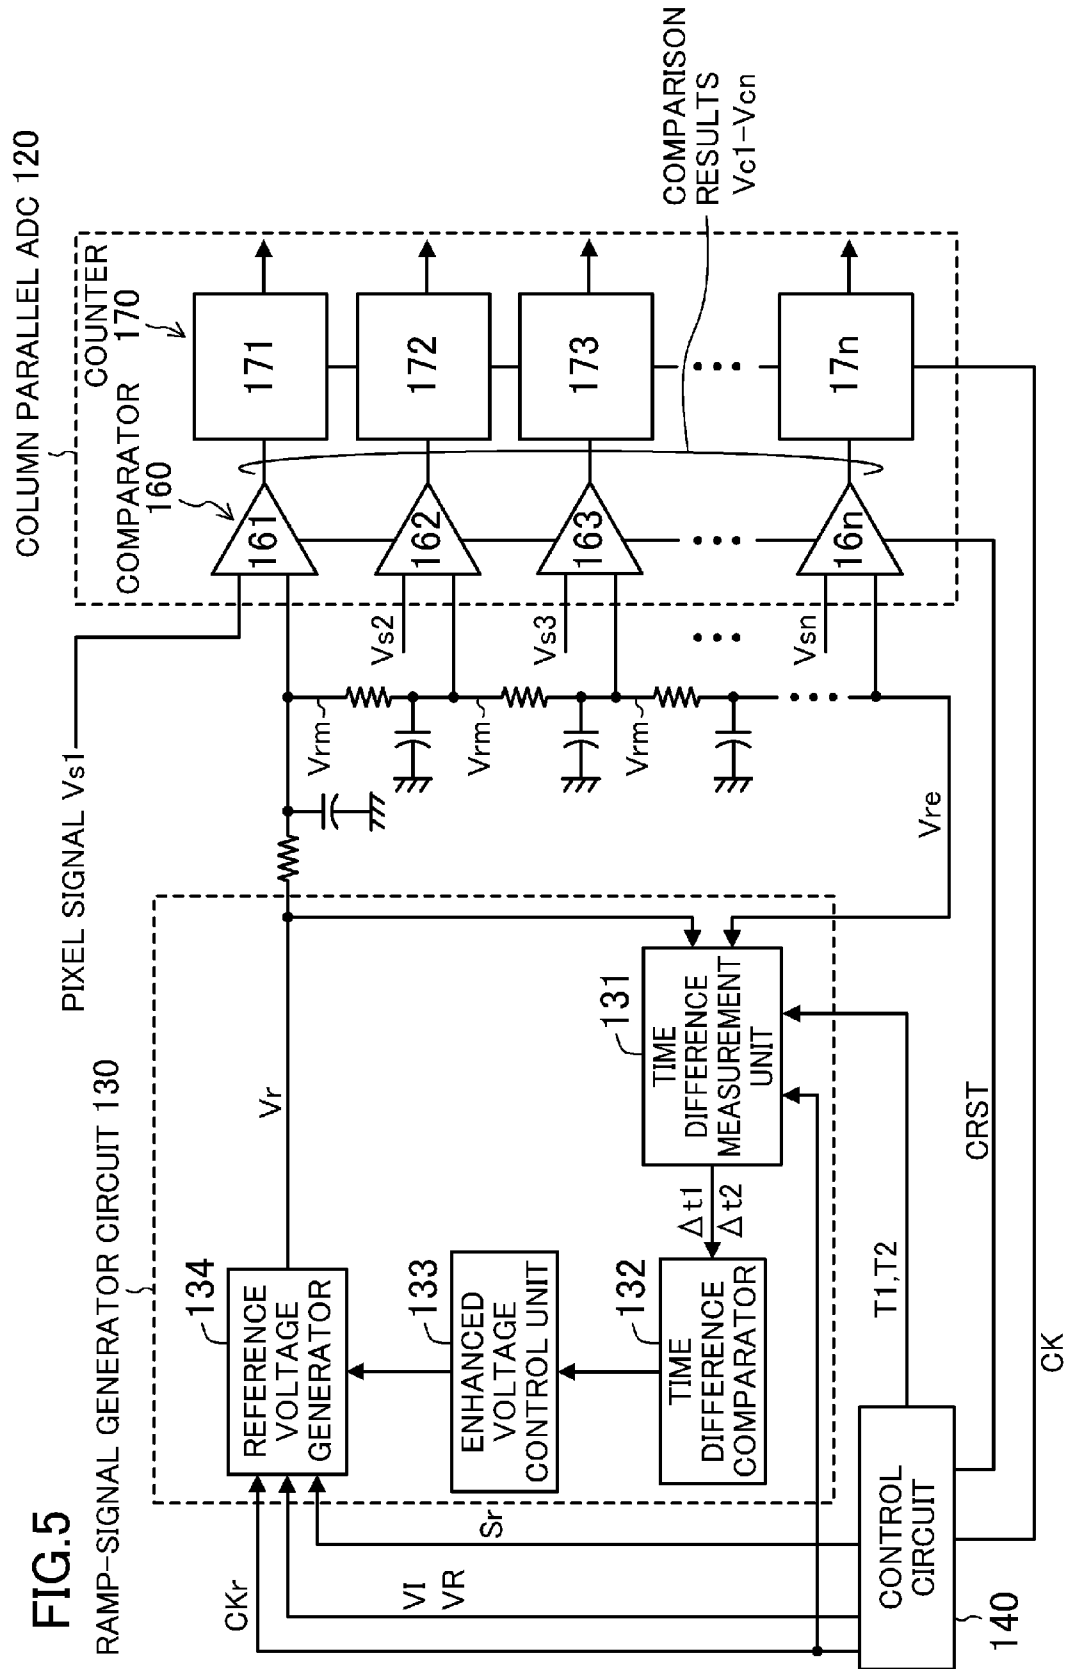 FIG.5
RAMP-SIGNAL GENERATOR CIRCUIT 130
PIXEL SIGNAL Vs1
COLUMN PARALLEL ADC 120
COMPARATOR
160
COUNTER
170
134
REFERENCE
VOLTAGE
GENERATOR
133
ENHANCED
VOLTAGE
CONTROL UNIT
132
TIME
DIFFERENCE
COMPARATOR
131
TIME
DIFFERENCE
MEASUREMENT
UNIT
Δt1
Δt2
CKr
VI
VR
Sr
Vr
Vrm
Vrm
Vrm
Vre
Vs2
Vs3
Vsn
161
162
163
16n
171
172
173
17n
COMPARISON
RESULTS
Vc1-Vcn
140
CONTROL
CIRCUIT
T1,T2
CRST
CK